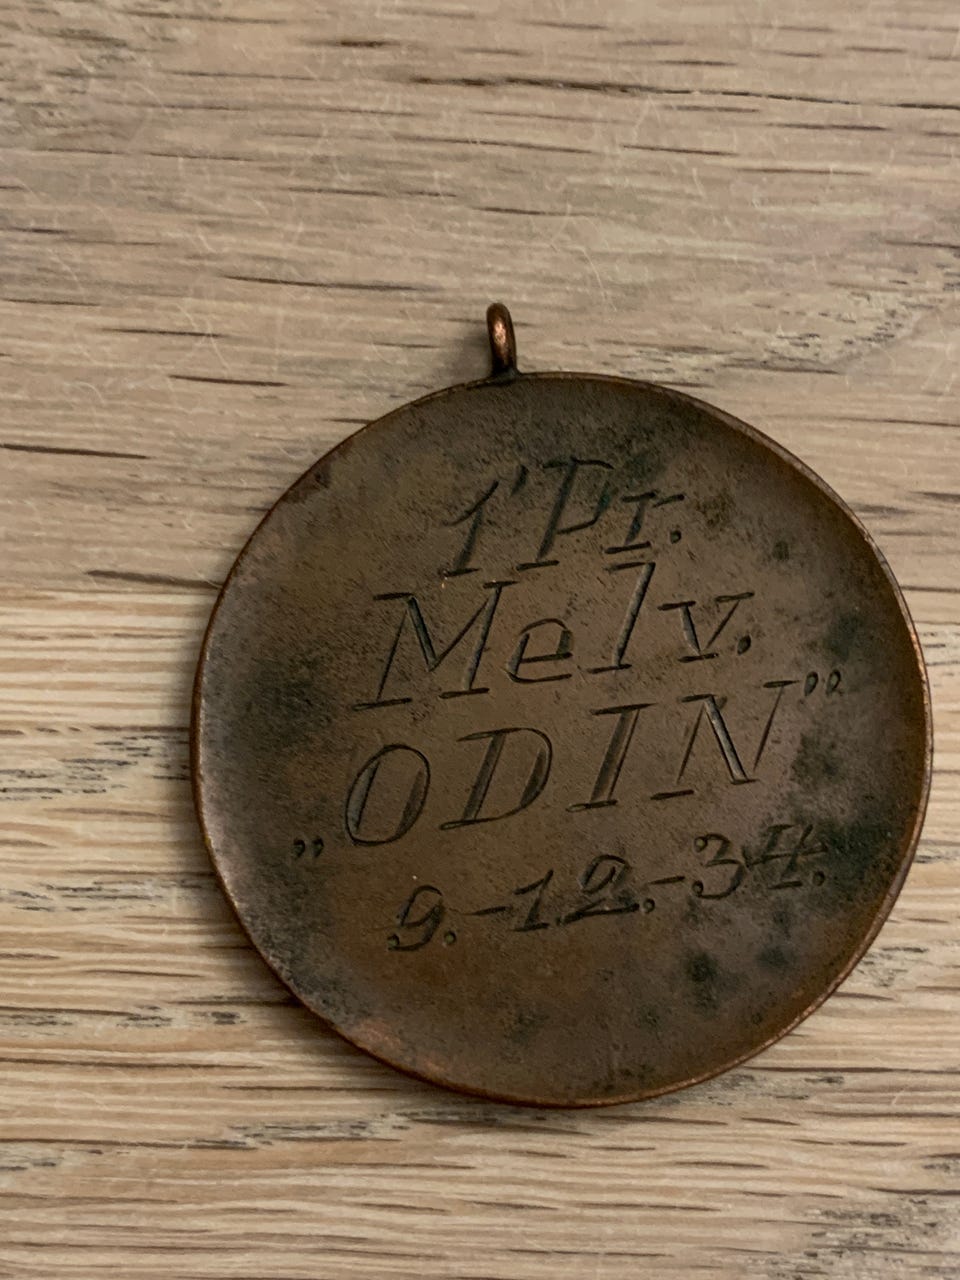 1' Pr.
Melv.
„ODIN”
9.-12.-34.